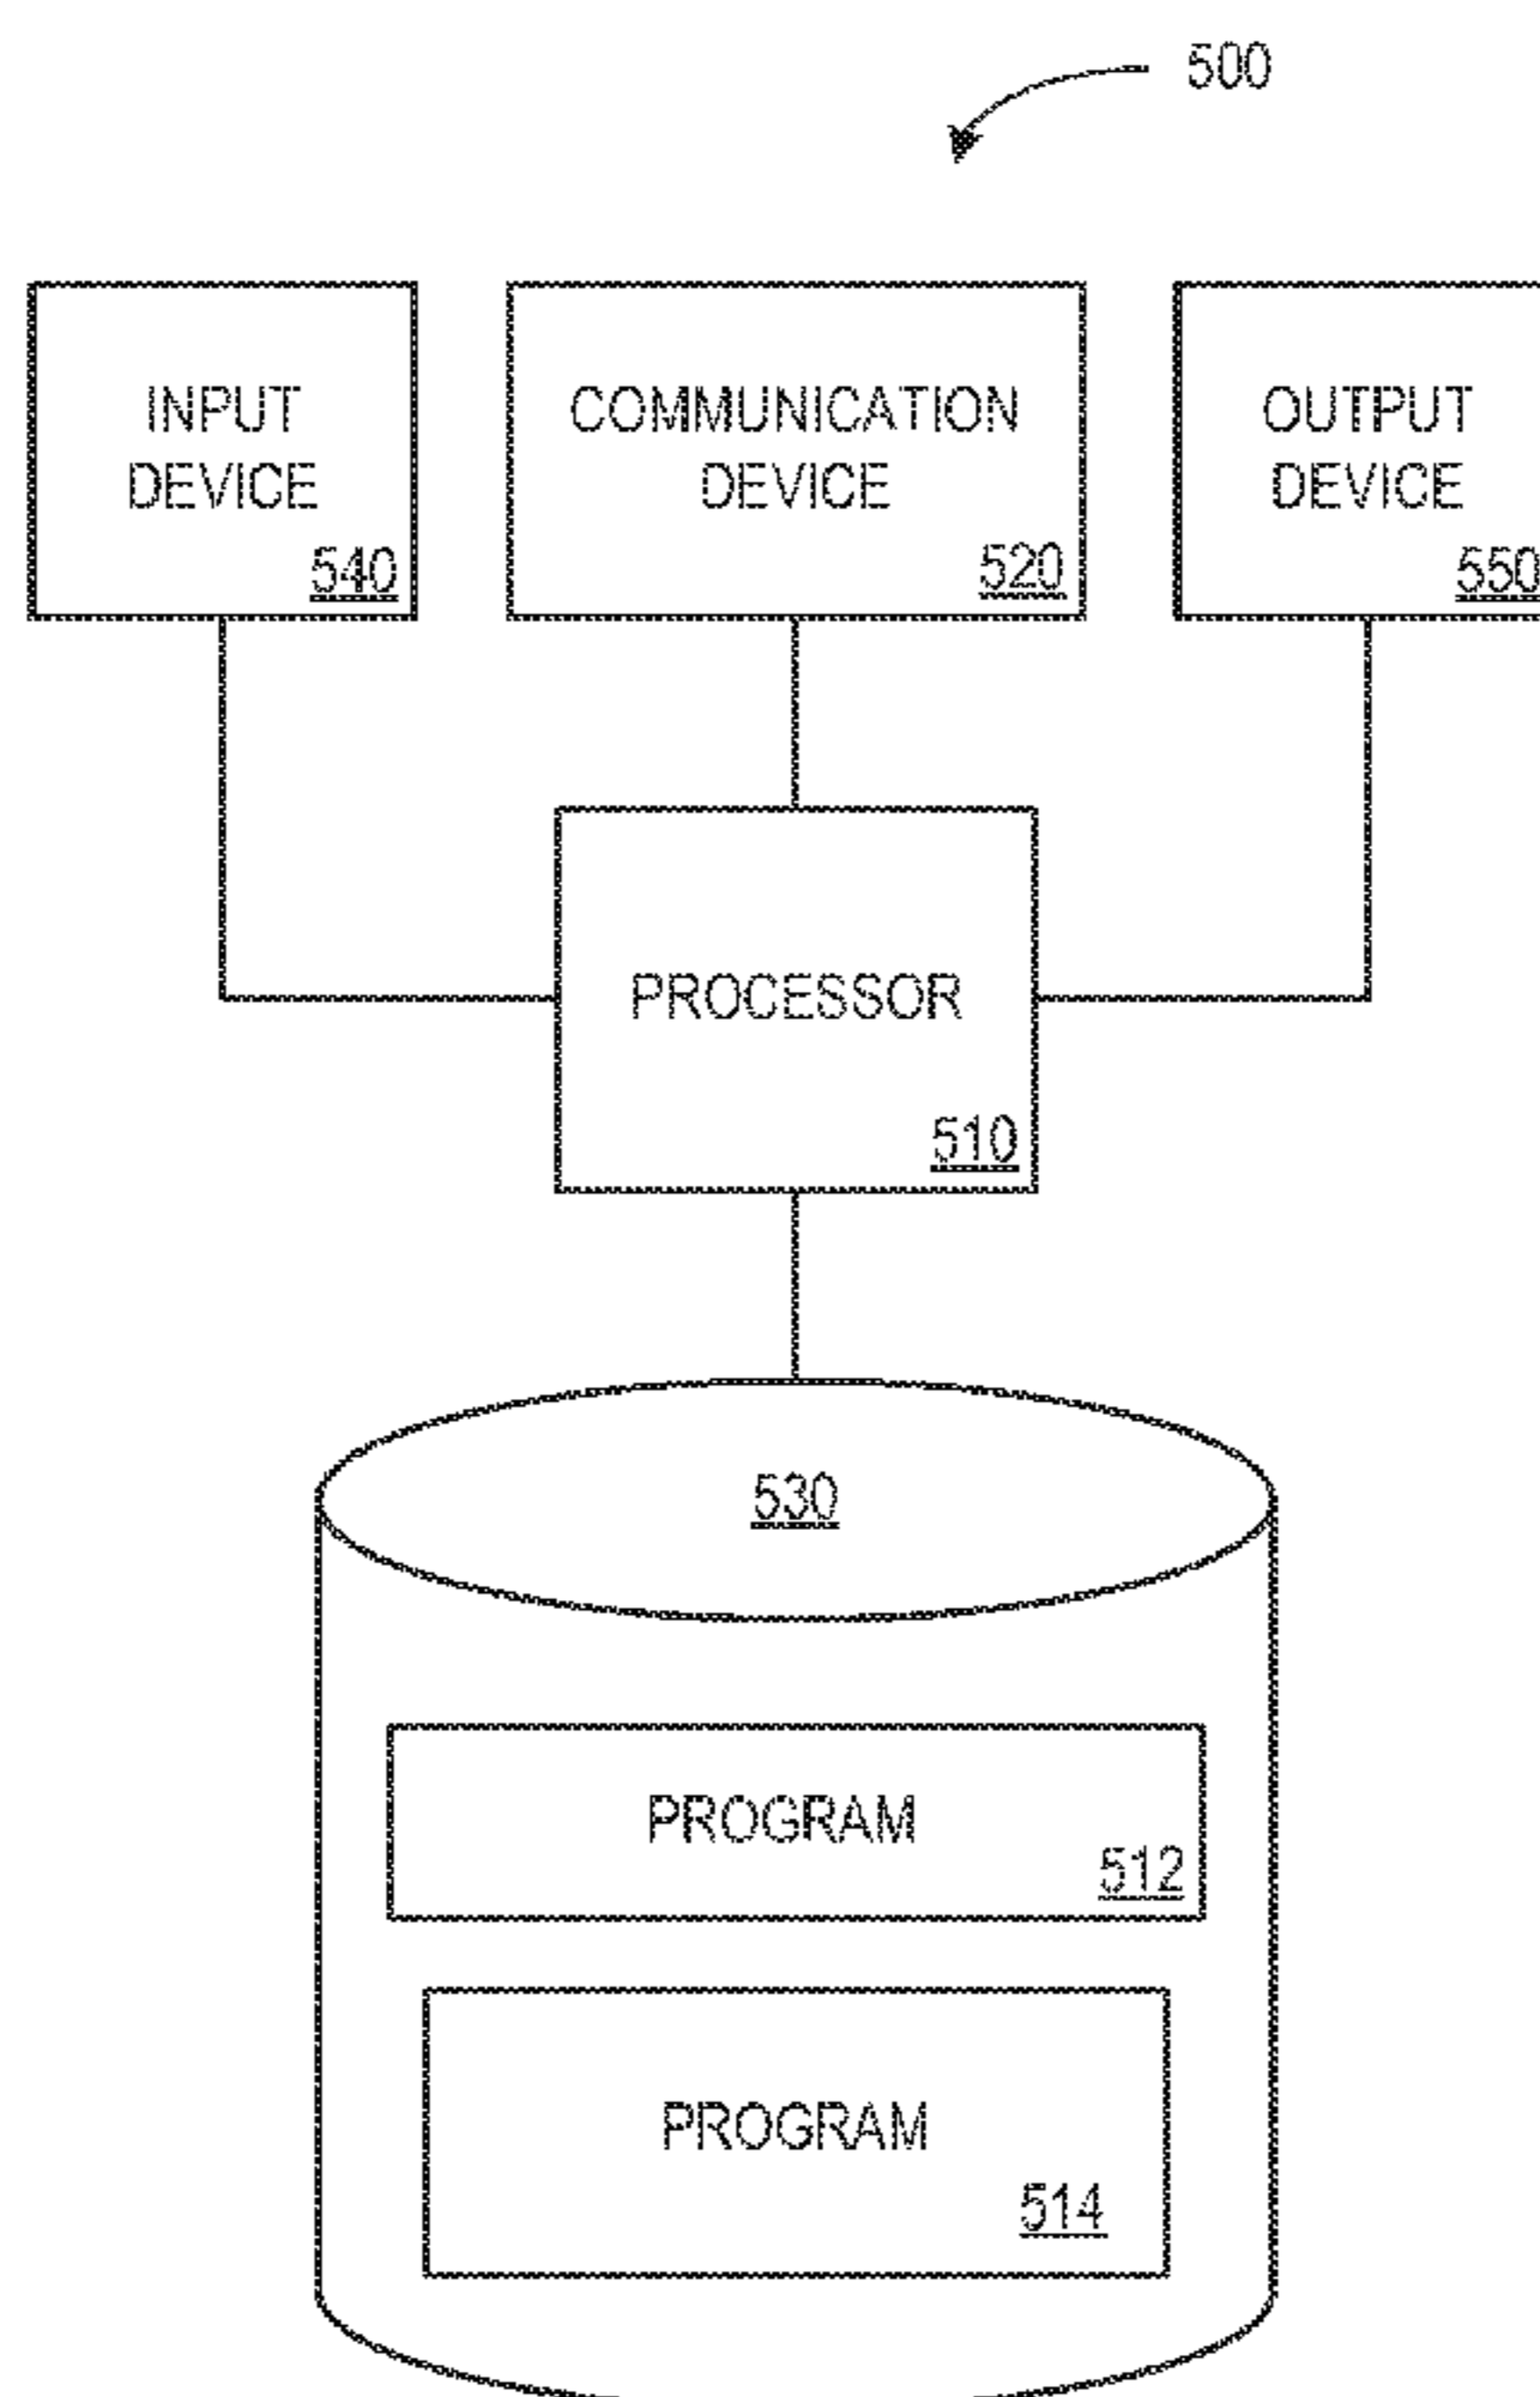 500
INPUT
DEVICE
540
COMMUNICATION
DEVICE
520
OUTPUT
DEVICE
550
PROCESSOR
510
530
PROGRAM
512
PROGRAM
514